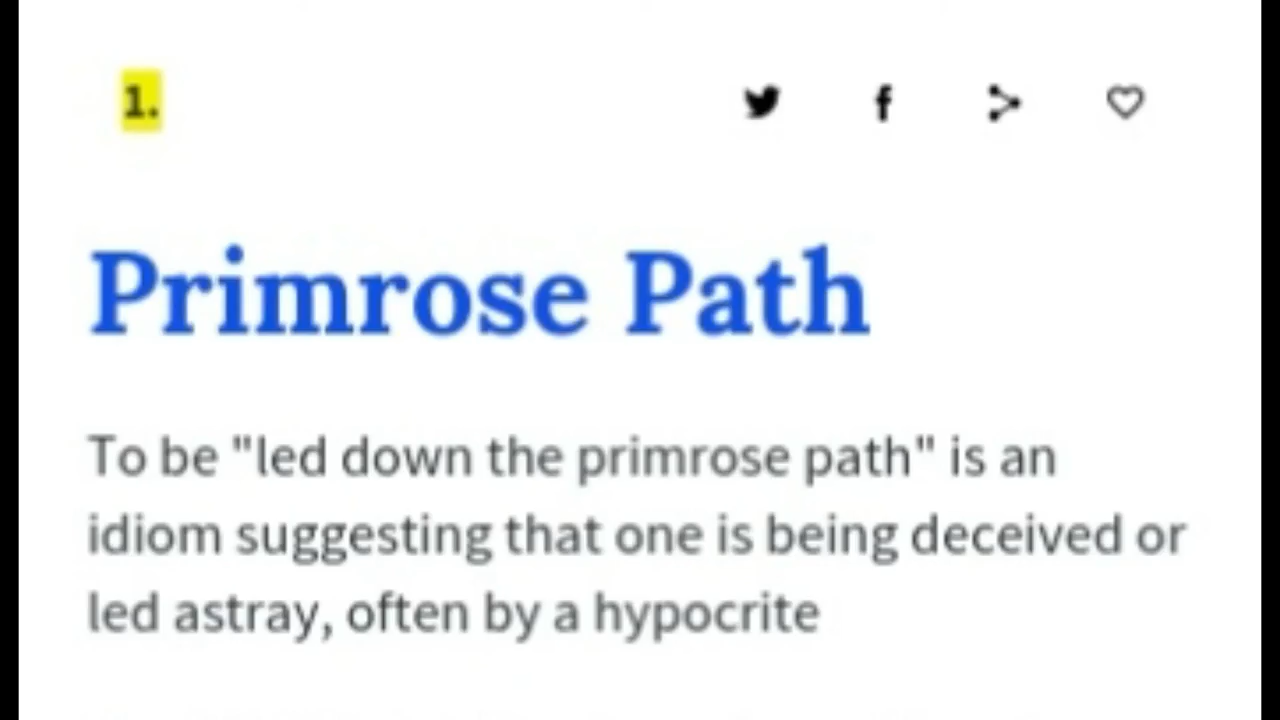 1.
Primrose Path
To be "led down the primrose path" is an
idiom suggesting that one is being deceived or
led astray, often by a hypocrite